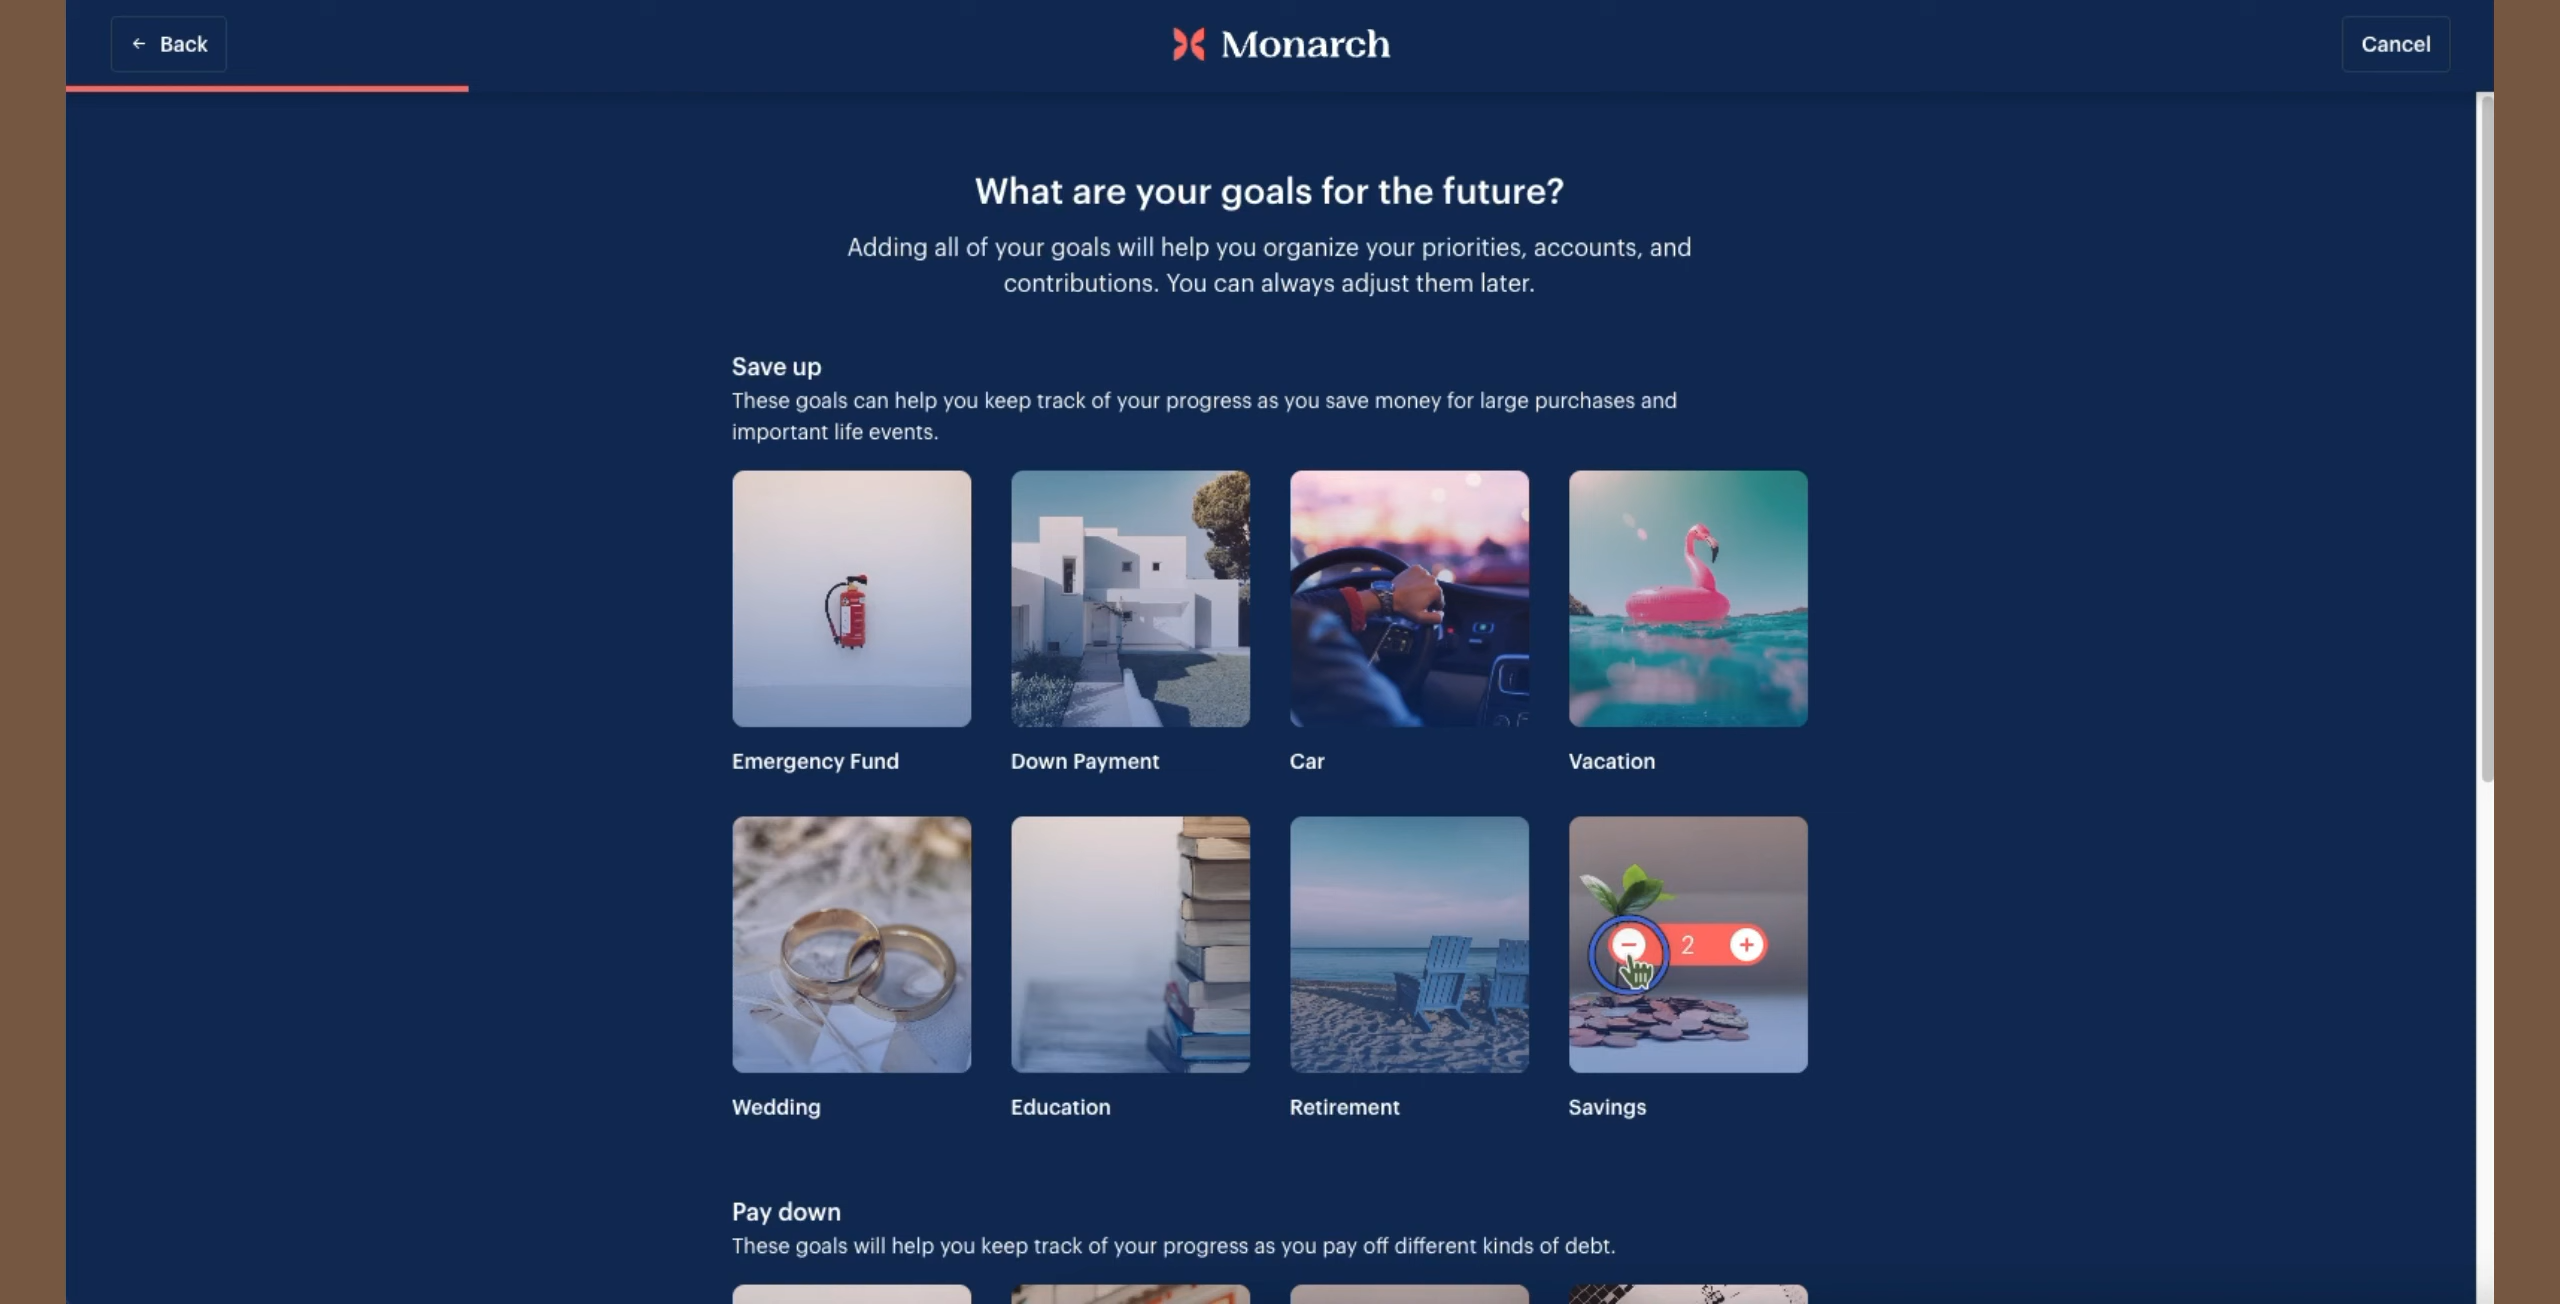 ← Back
Monarch
Cancel
What are your goals for the future?
Adding all of your goals will help you organize your priorities, accounts, and
contributions. You can always adjust them later.
Save up
These goals can help you keep track of your progress as you save money for large purchases and
important life events.
Emergency Fund
Down Payment
Car
Vacation
2
Wedding
Education
Retirement
Savings
Pay down
These goals will help you keep track of your progress as you pay off different kinds of debt.